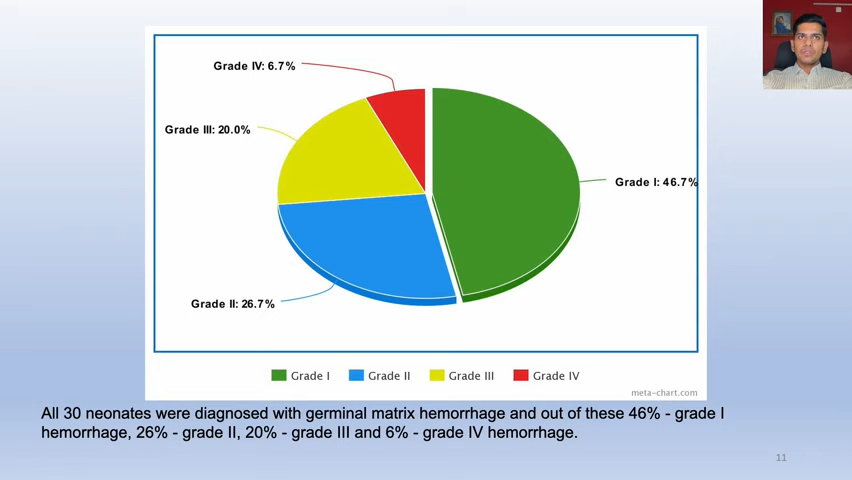 Grade IV: 6.7%
Grade III: 20.0%
Grade I: 46.7%
Grade II: 26.7%
Grade I Grade II Grade III Grade IV
meta-chart.com
All 30 neonates were diagnosed with germinal matrix hemorrhage and out of these 46% - grade I
hemorrhage, 26% - grade II, 20% - grade III and 6% - grade IV hemorrhage.
11